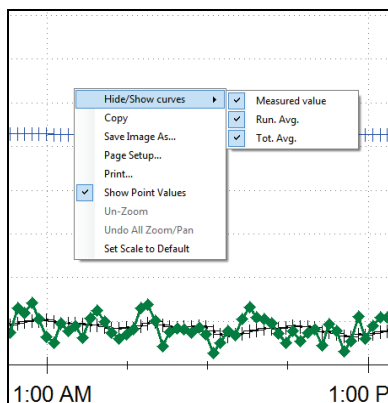 Hide/Show curves
Measured value
Copy
Run. Avg.
Save Image As...
Tot. Avg.
Page Setup...
Print...
Show Point Values
Un-Zoom
Undo All Zoom/Pan
Set Scale to Default
1:00 AM
1:00 P